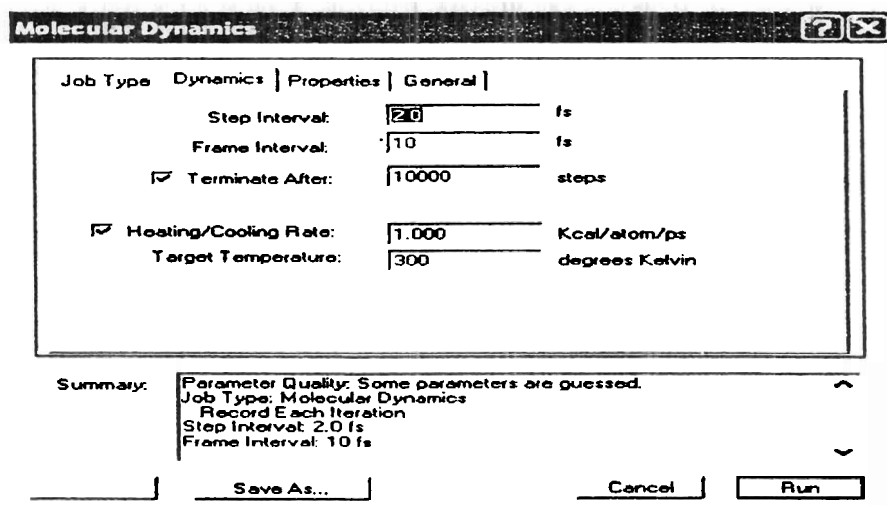 Molecular Dynamics ? X
Job Type Dynamics Properties General
Step Interval: 2.0 fs
Frame Interval: 10 fs
Terminate After: 10000 steps
Heating/Cooling Rate: 1.000 Kcal/atom/ps
Target Temperature: 300 degrees Kelvin
Summary: Parameter Quality: Some parameters are guessed.
Job Type: Molecular Dynamics
Record Each Iteration
Step Interval: 2.0 fs
Frame Interval: 10 fs
Save As... Cancel Run